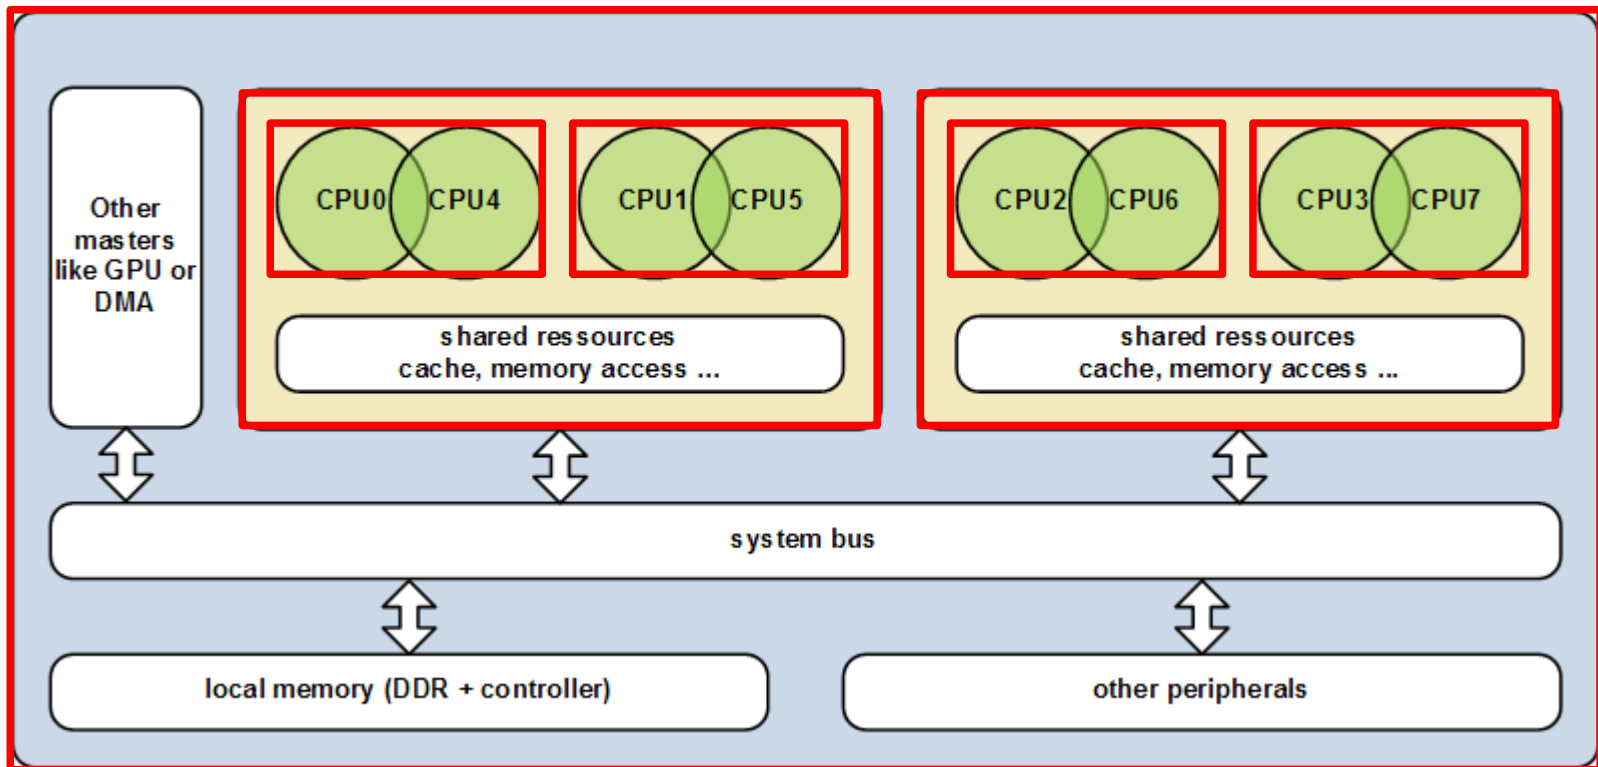 Other
masters
like GPU or
DMA
CPU0
CPU4
CPU1
CPU5
shared ressources
cache, memory access ...
CPU2
CPU6
CPU3
CPU7
shared ressources
cache, memory access ...
system bus
local memory (DDR + controller)
other peripherals